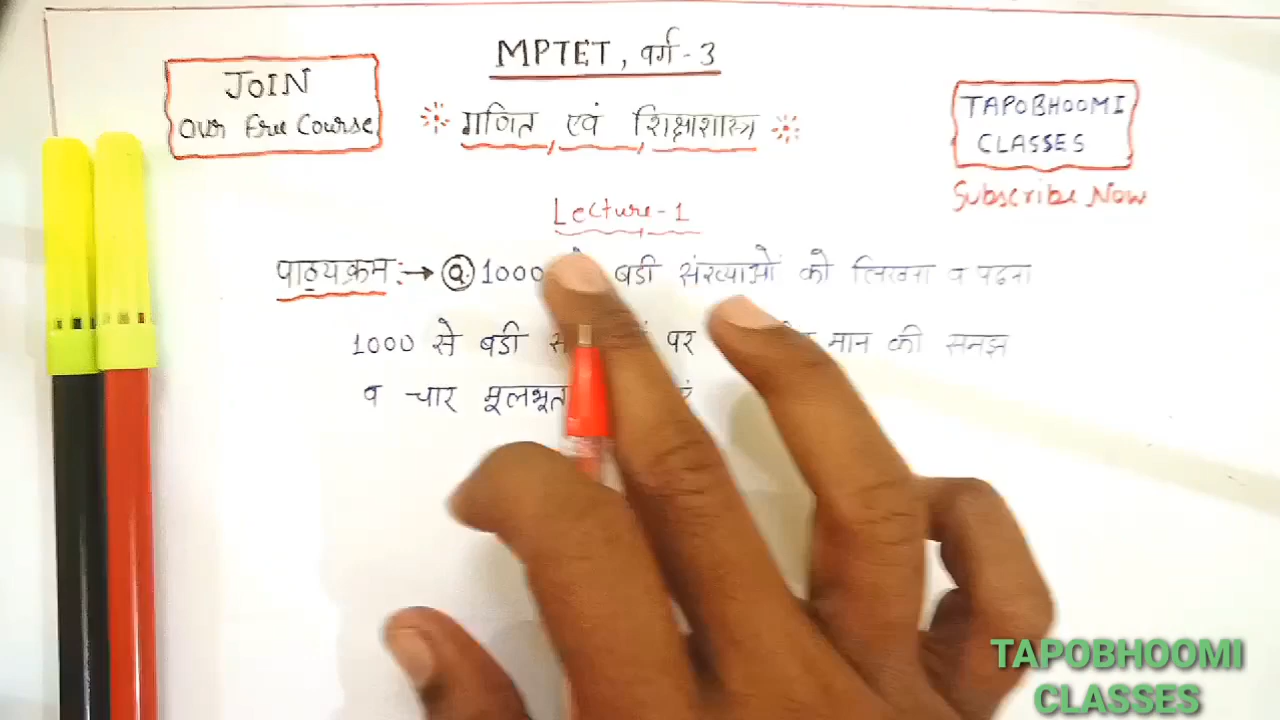 MPTET, वर्ग-3
JOIN
Our Free Course
गणित एवं शिक्षाशास्त्र
TAPOBHOOMI
CLASSES
Subscribe Now
Lecture-1
पाठ्यक्रम :→ Q. 1000 बडी संख्याओं को लिखना व पढना
1000 से बडी पर मान की समझ
व चार मूलभूत
TAPOBHOOMI
CLASSES